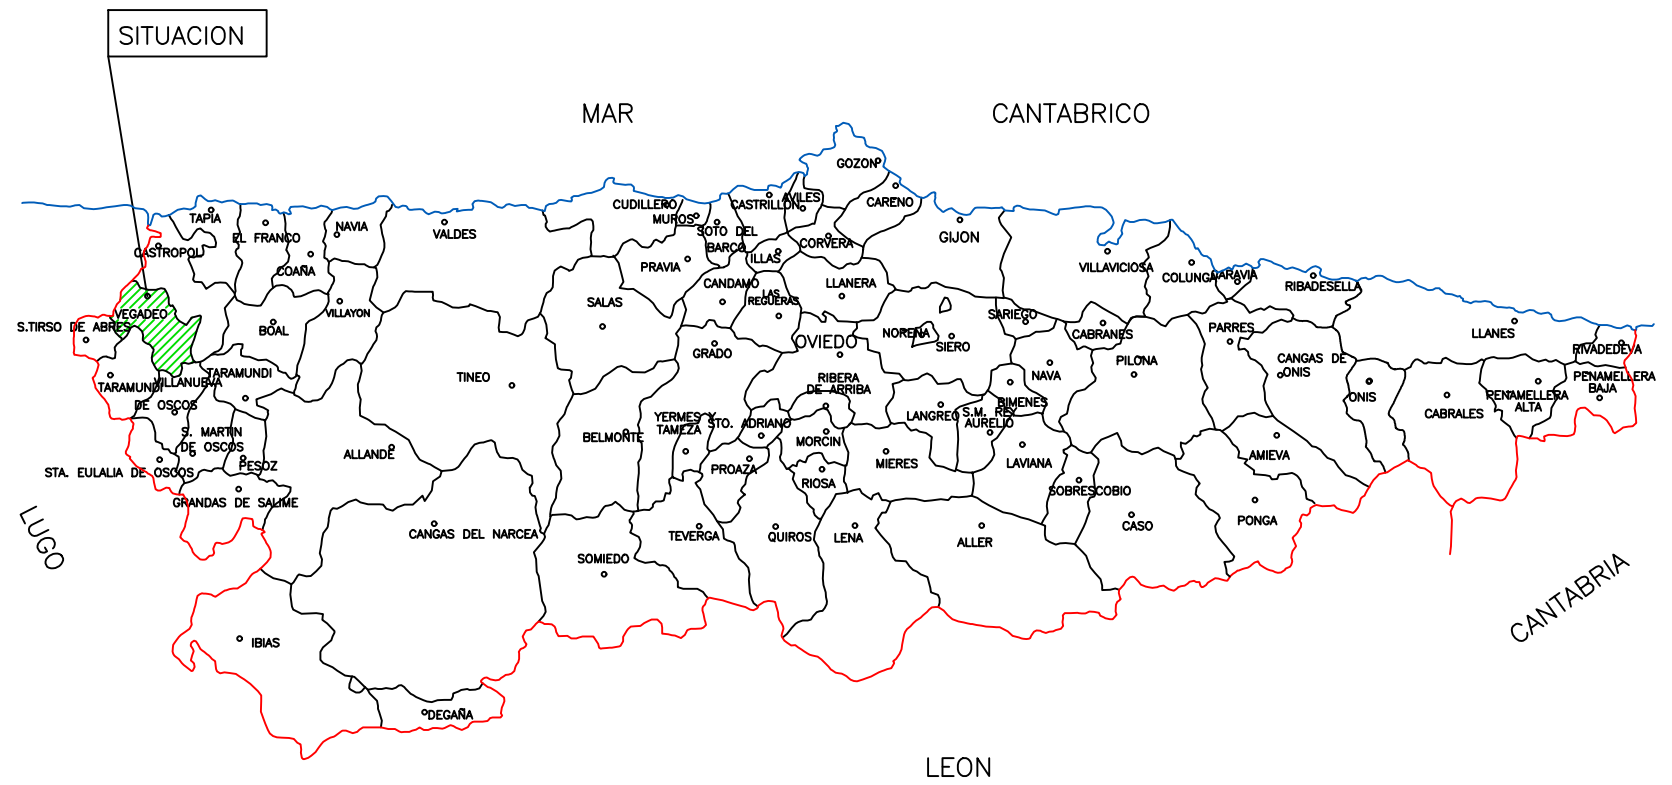 SITUACION
MAR
CANTABRICO
GOZON
TAPIA
CUDILLERO
MUROS
CASTRILLON
AVILES
CARENO
EL FRANCO
NAVIA
VALDES
SOTO DEL
BARCO
CORVERA
GIJON
CASTROPOL
COAÑA
PRAVIA
ILLAS
VILLAVICIOSA
COLUNGA
CARAVIA
RIBADESELLA
CANDAMO
LAS
REGUERAS
LLANERA
SALAS
VEGADEO
VILLAYON
SARIEGO
S.TIRSO DE ABRES
BOAL
NORENA
CABRANES
PARRES
LLANES
OVIEDO
SIERO
GRADO
RIVADEDEVA
PILONA
CANGAS DE
ONIS
TARAMUNDI
TINEO
NAVA
RIBERA
DE ARRIBA
PENAMELLERA
BAJA
TARAMUNDI
VILLANUEVA
DE OSCOS
BIMENES
ONIS
PENAMELLERA
ALTA
LANGREO
S.M. REY
AURELIO
CABRALES
YERMES Y
TAMEZA
STO. ADRIANO
S. MARTIN
DE OSCOS
BELMONTE
MORCIN
ALLANDE
AMIEVA
PESOZ
PROAZA
MIERES
LAVIANA
STA. EULALIA DE OSCOS
RIOSA
SOBRESCOBIO
GRANDAS DE SALIME
CASO
PONGA
CANGAS DEL NARCEA
TEVERGA
QUIROS
LENA
ALLER
LUGO
SOMIEDO
CANTABRIA
IBIAS
DEGAÑA
LEON